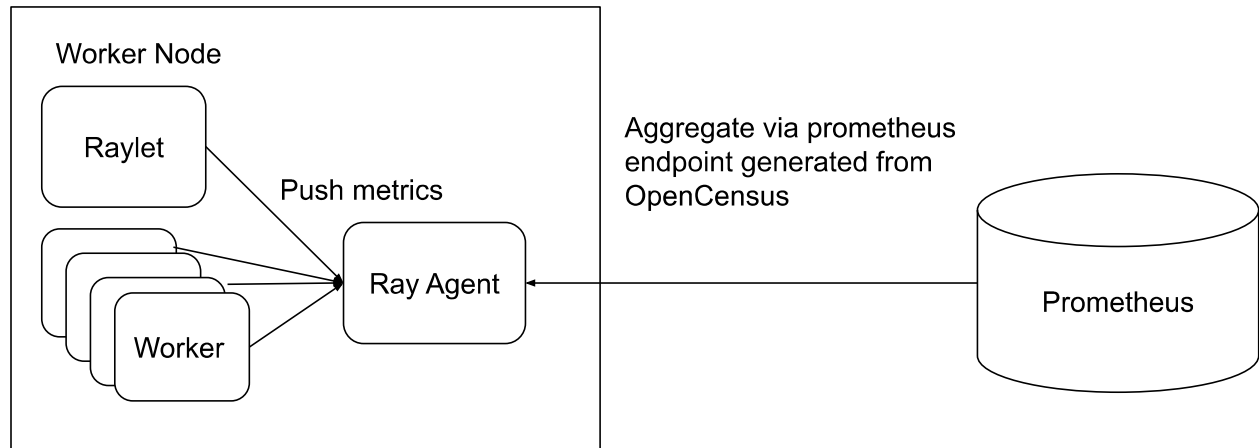 Worker Node
Raylet
Push metrics
Ray Agent
Worker
Aggregate via prometheus
endpoint generated from
OpenCensus
Prometheus